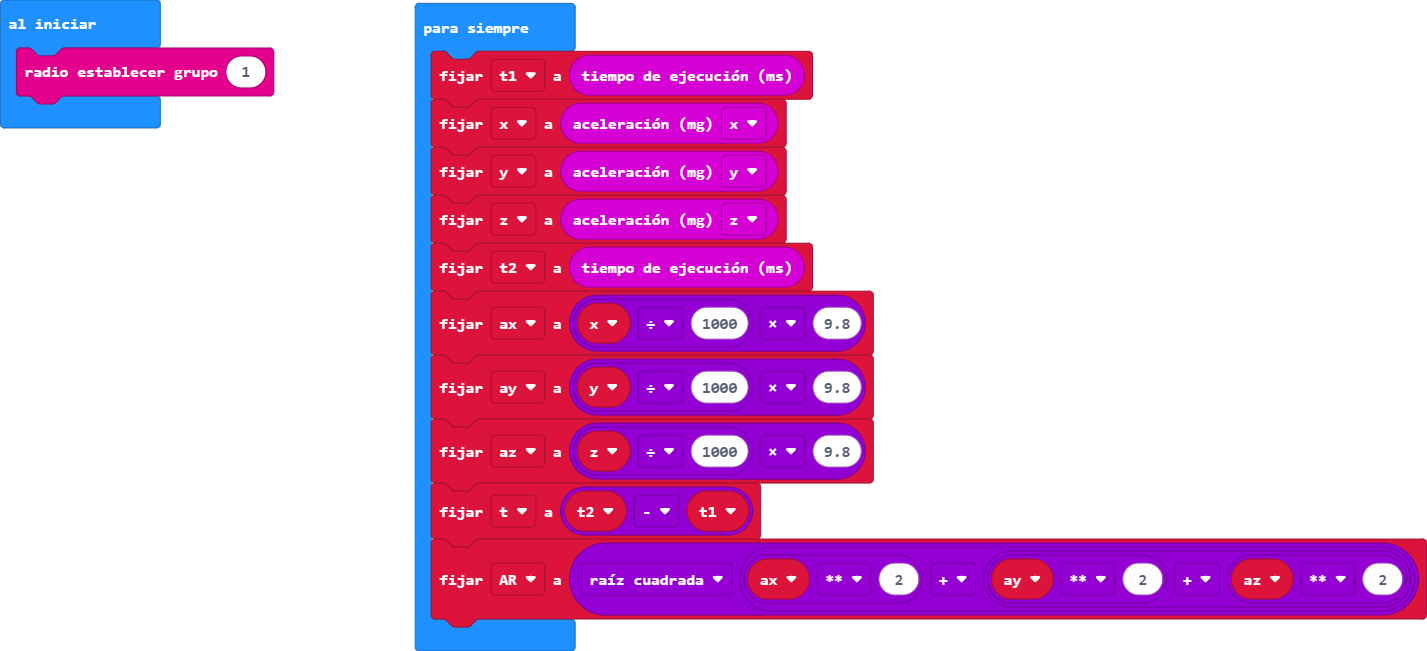 al iniciar
radio establecer grupo 1
para siempre
fijar t1 a tiempo de ejecución (ms)
fijar x a aceleración (mg) x
fijar y a aceleración (mg) y
fijar z a aceleración (mg) z
fijar t2 a tiempo de ejecución (ms)
fijar ax a x ÷ 1000 × 9.8
fijar ay a y ÷ 1000 × 9.8
fijar az a z ÷ 1000 × 9.8
fijar t a t2 - t1
fijar AR a raíz cuadrada ax ** 2 + ay ** 2 + az ** 2